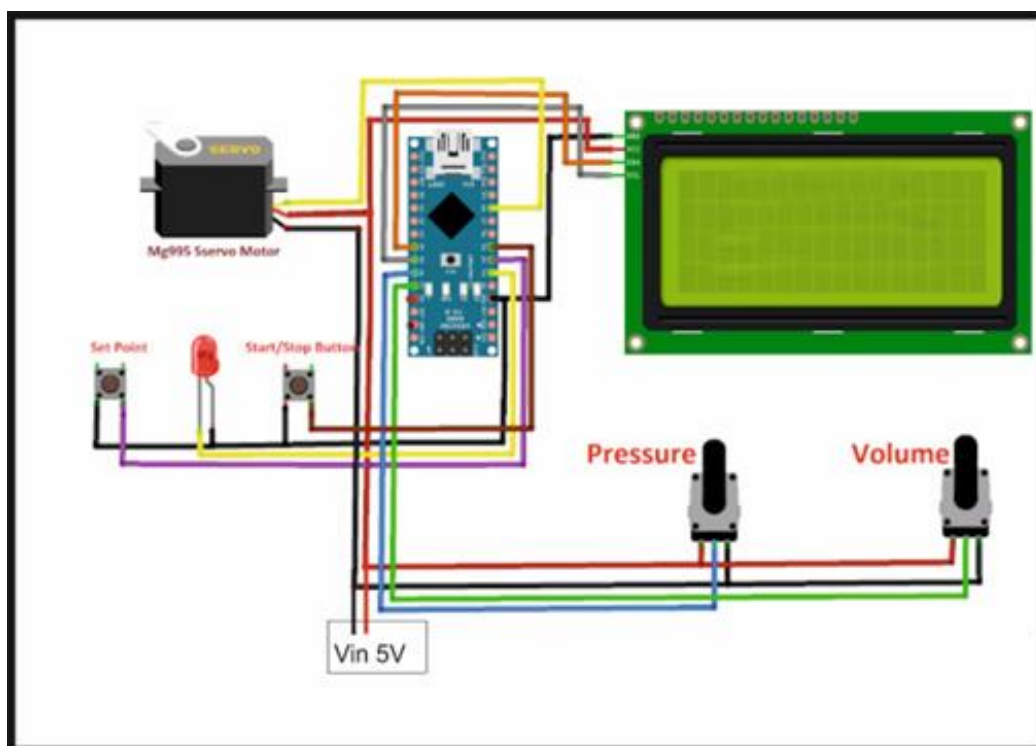 SERVO
Mg995 Sservo Motor
Set Point
Start/Stop Button
Pressure
Volume
Vin 5V